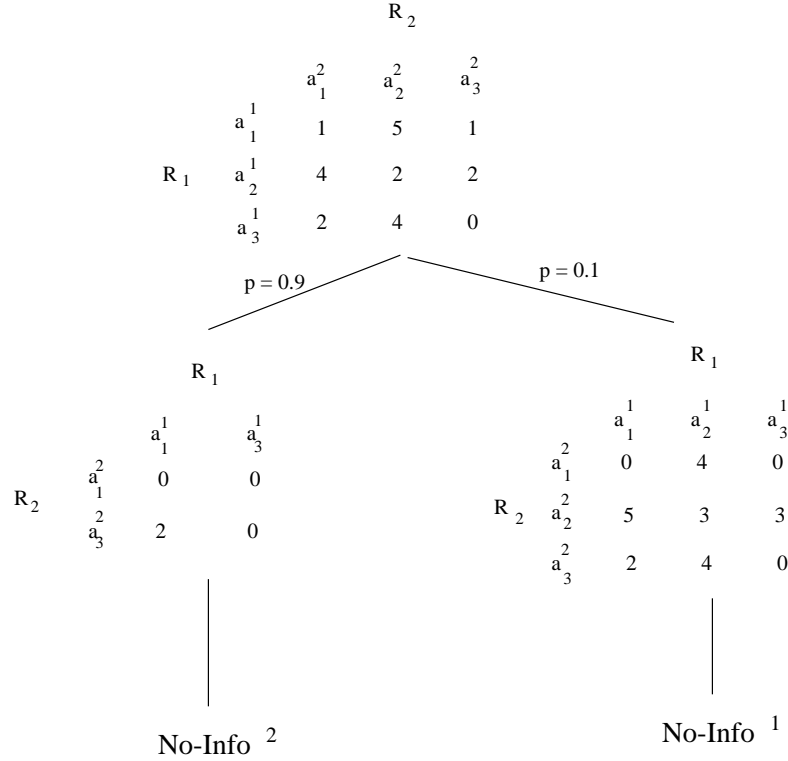 R 2
a 2 1 a 2 2 a 2 3
a 1 1 1 5 1
R 1 a 1 2 4 2 2
a 1 3 2 4 0
p = 0.9 p = 0.1
R 1
a 1 1 a 1 3
a 2 1 0 0
R 2 a 2 3 2 0
No-Info 2
R 1
a 1 1 a 1 2 a 1 3
a 2 1 0 4 0
R 2 a 2 2 5 3 3
a 2 3 2 4 0
No-Info 1